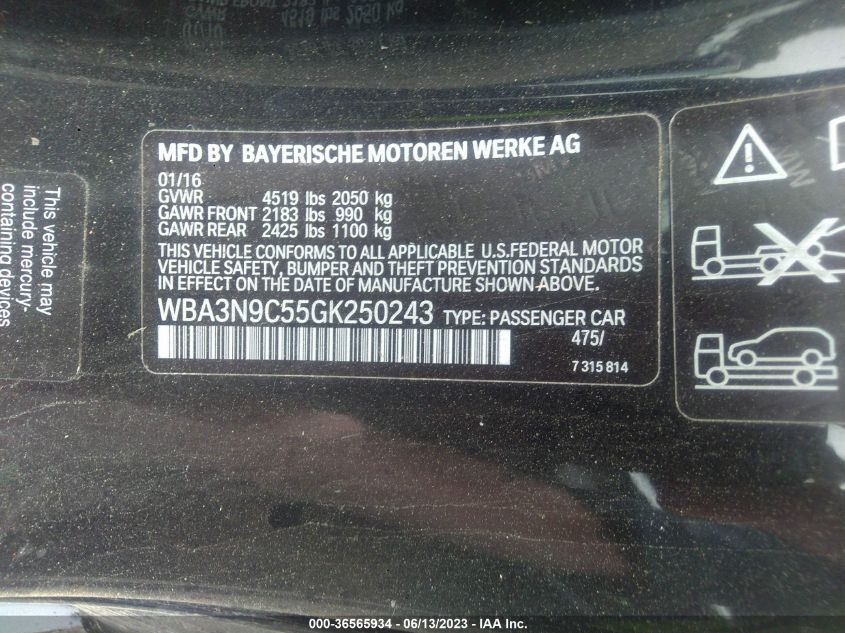 MFD BY BAYERISCHE MOTOREN WERKE AG
01/16
GVWR 4519 lbs 2050 kg
GAWR FRONT 2183 lbs 990 kg
GAWR REAR 2425 lbs 1100 kg
THIS VEHICLE CONFORMS TO ALL APPLICABLE U.S.FEDERAL MOTOR
VEHICLE SAFETY, BUMPER AND THEFT PREVENTION STANDARDS
IN EFFECT ON THE DATE OF MANUFACTURE SHOWN ABOVE.
WBA3N9C55GK250243 TYPE: PASSENGER CAR
475/
7 315 814
This vehicle may
include mercury-
containing devices
000-36565934 / 06/13/2023 - IAA Inc.